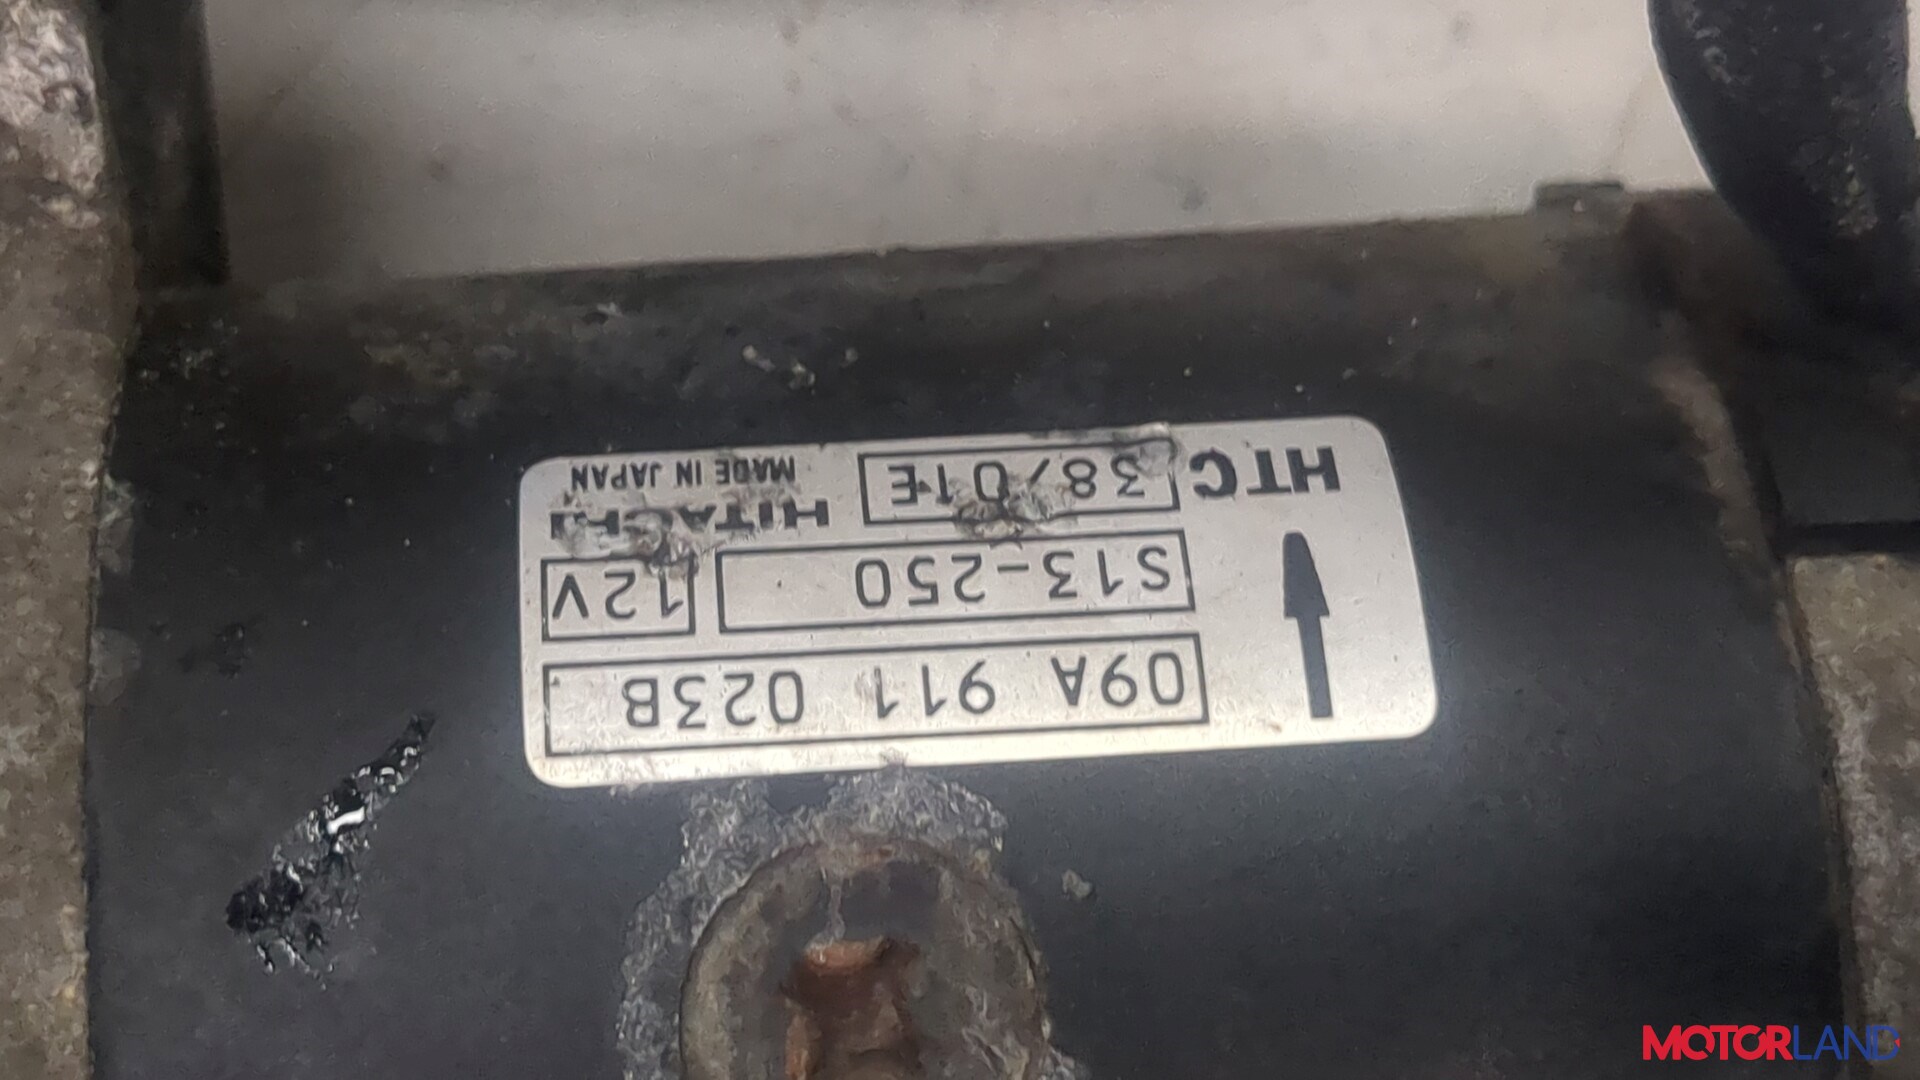 09A 911 023B
S13-250 12V
HTC 38/01E HITACHI
MADE IN JAPAN
MOTORLAND